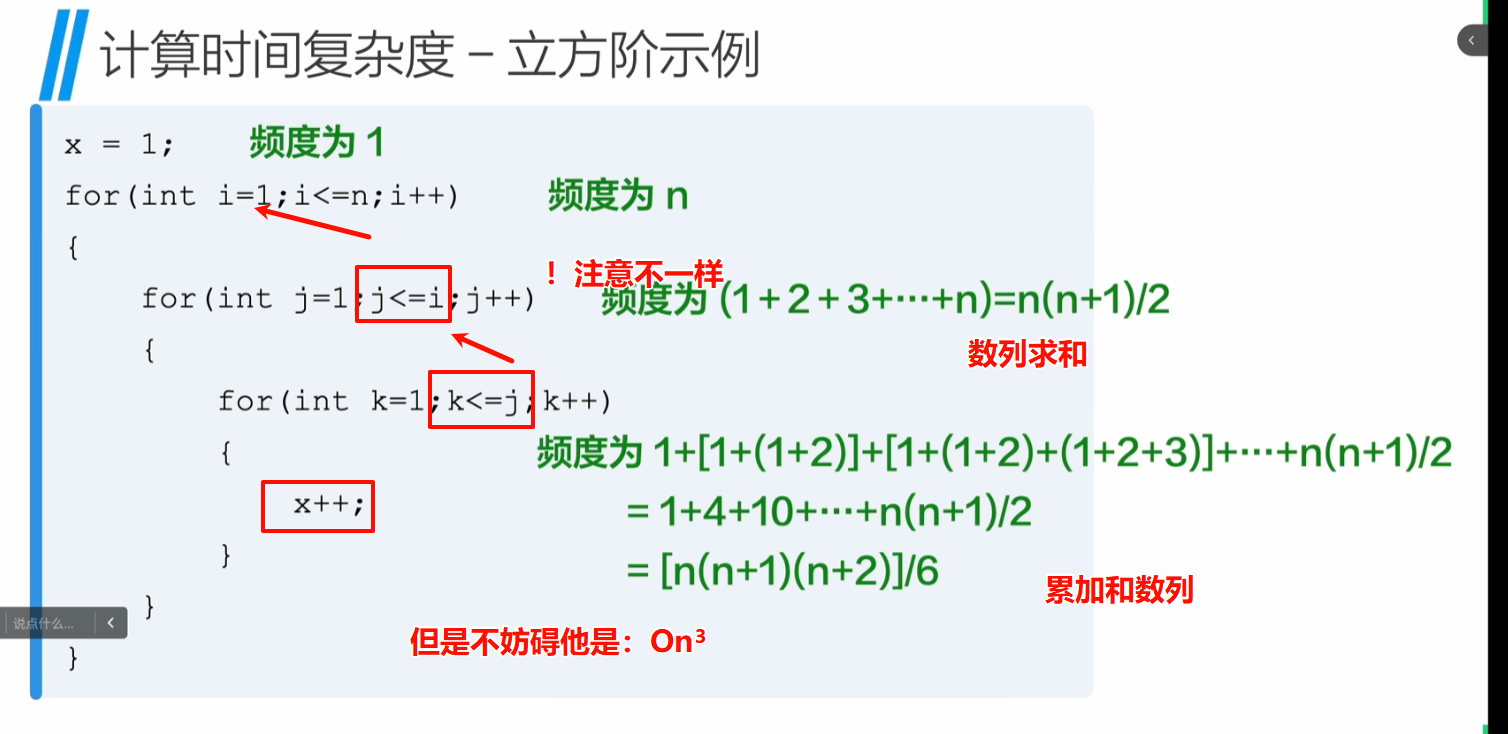 计算时间复杂度 – 立方阶示例
x = 1; 频度为 1
for(int i=1;i<=n;i++) 频度为 n
{
！注意不一样
for(int j=1;j<=i;j++) 频度为 (1+2+3+···+n)=n(n+1)/2
{
数列求和
for(int k=1;k<=j;k++)
{ 频度为 1+[1+(1+2)]+[1+(1+2)+(1+2+3)]+···+n(n+1)/2
x++; = 1+4+10+···+n(n+1)/2
} = [n(n+1)(n+2)]/6
累加和数列
}
说点什么...
但是不妨碍他是：On³
}